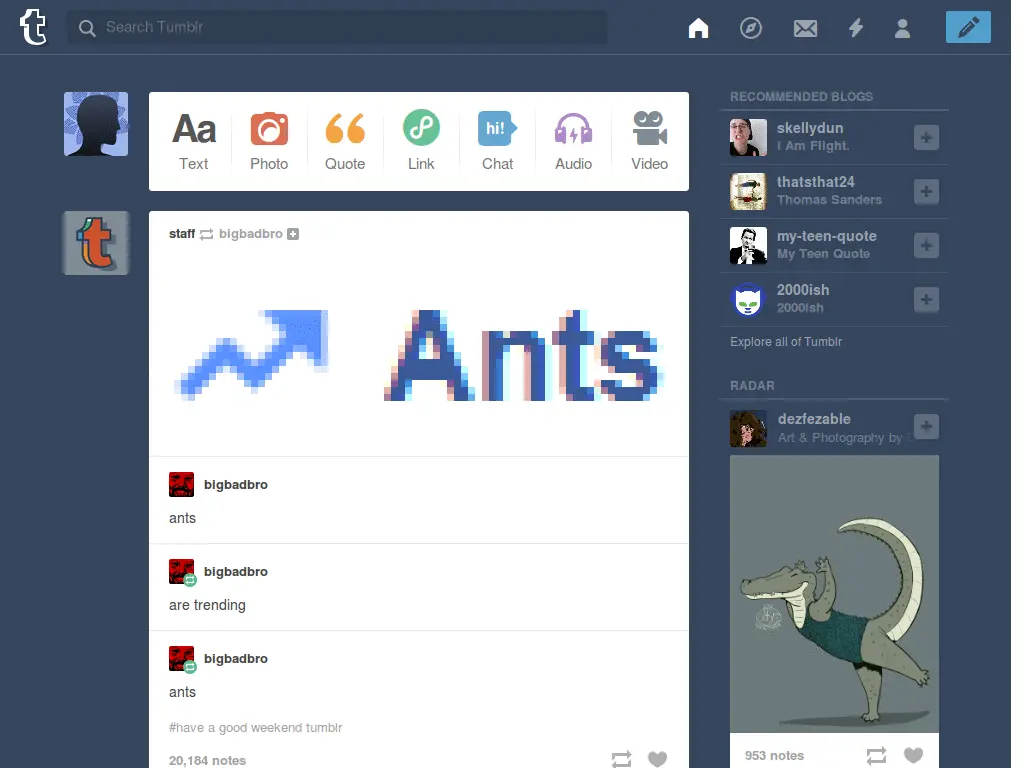 t
Search Tumblr
Aa
Text
Photo
Quote
Link
hi!
Chat
Audio
Video
t
staff bigbadbro
Ants
bigbadbro
ants
bigbadbro
are trending
bigbadbro
ants
#have a good weekend tumblr
20,184 notes
RECOMMENDED BLOGS
skellydun
I Am Flight.
thatsthat24
Thomas Sanders
my-teen-quote
My Teen Quote
2000ish
2000ish
Explore all of Tumblr
RADAR
dezfezable
Art & Photography by
953 notes